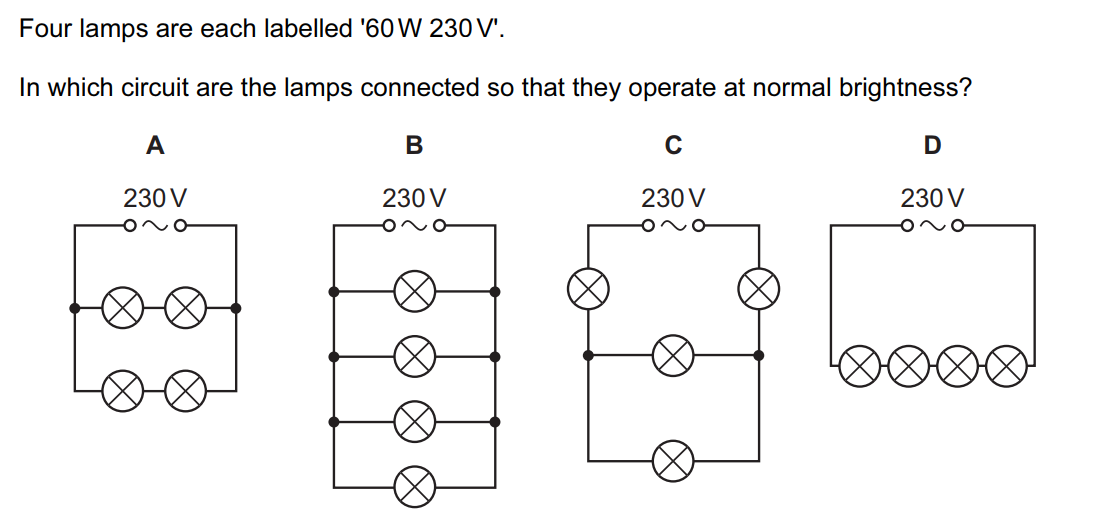 Four lamps are each labelled '60 W 230 V'.
In which circuit are the lamps connected so that they operate at normal brightness?
A B C D
230 V 230 V 230 V 230 V